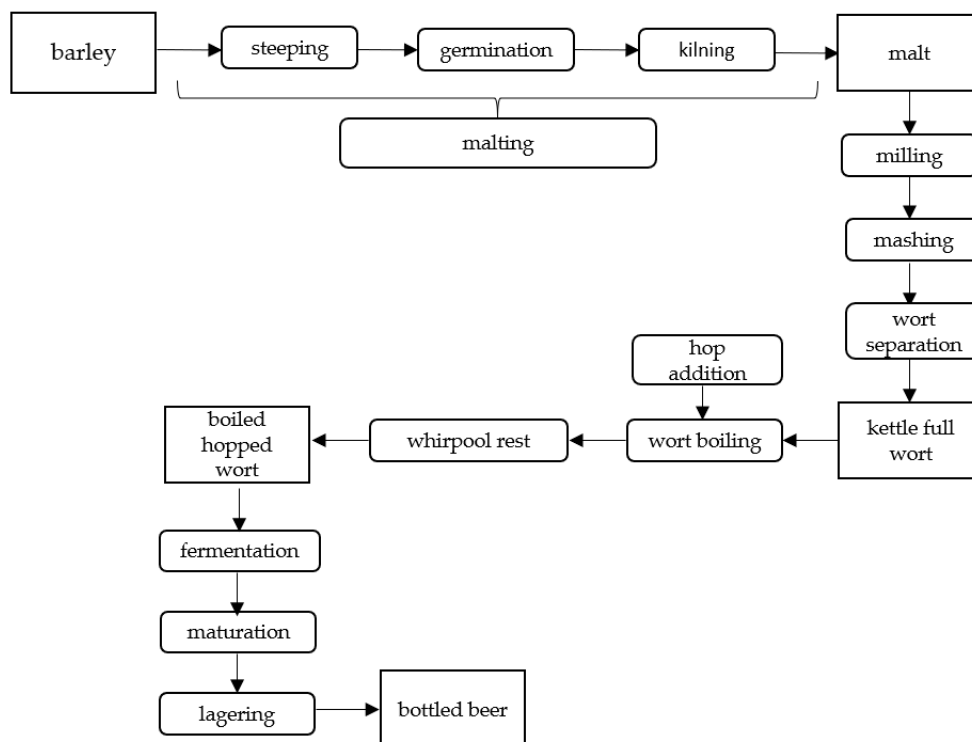 barley
steeping
germination
kilning
malt
malting
milling
mashing
wort
separation
hop
addition
kettle full
wort
wort boiling
whirpool rest
boiled
hopped
wort
fermentation
maturation
lagering
bottled beer